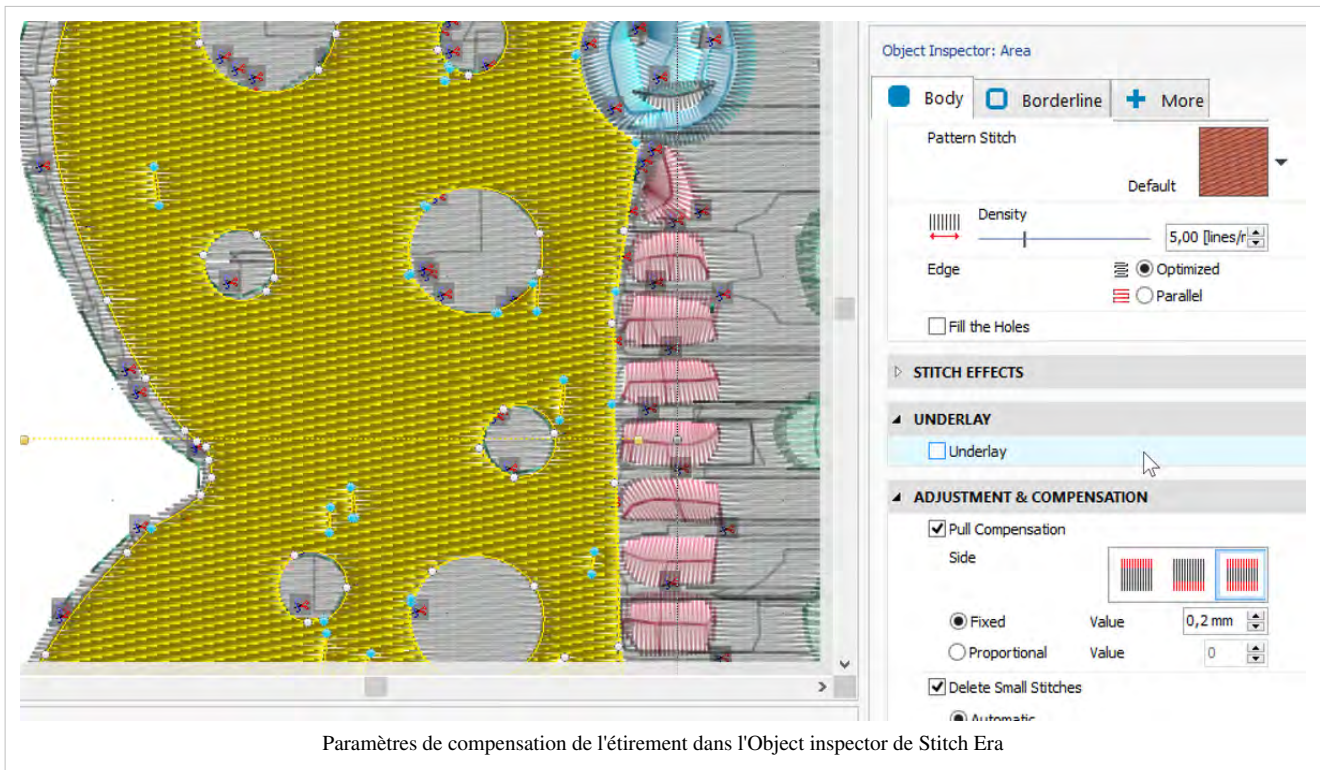 Object Inspector: Area
Body Borderline More
Pattern Stitch
Default
Density
5,00 [lines/r
Edge Optimized
Parallel
Fill the Holes
STITCH EFFECTS
UNDERLAY
Underlay
ADJUSTMENT & COMPENSATION
Pull Compensation
Side
Fixed Value 0,2 mm
Proportional Value 0
Delete Small Stitches
Automatic
Paramètres de compensation de l'étirement dans l'Object inspector de Stitch Era